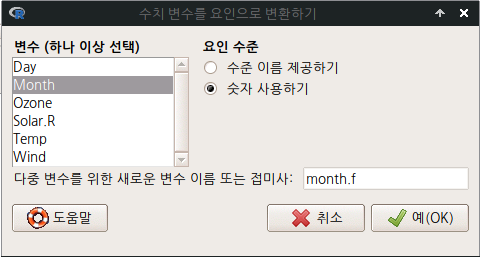 수치 변수를 요인으로 변환하기
변수 (하나 이상 선택)
요인 수준
Day
Month
Ozone
Solar.R
Temp
Wind
수준 이름 제공하기
숫자 사용하기
다중 변수를 위한 새로운 변수 이름 또는 접미사:
month.f
도움말
취소
예(OK)